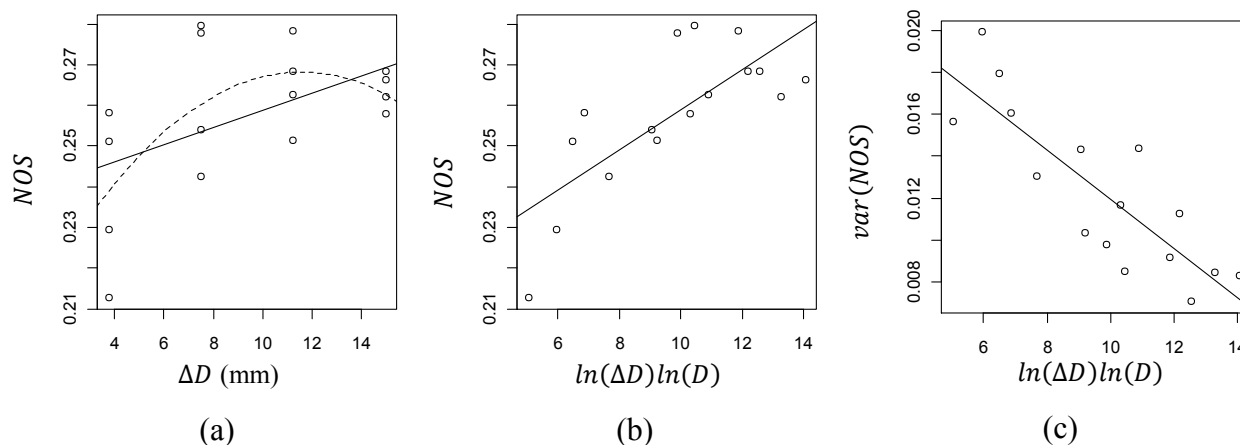 NOS
0.21 0.23 0.25 0.27
4 6 8 10 12 14
ΔD (mm)
(a)
NOS
0.21 0.23 0.25 0.27
6 8 10 12 14
ln(ΔD)ln(D)
(b)
var(NOS)
0.008 0.012 0.016 0.020
6 8 10 12 14
ln(ΔD)ln(D)
(c)